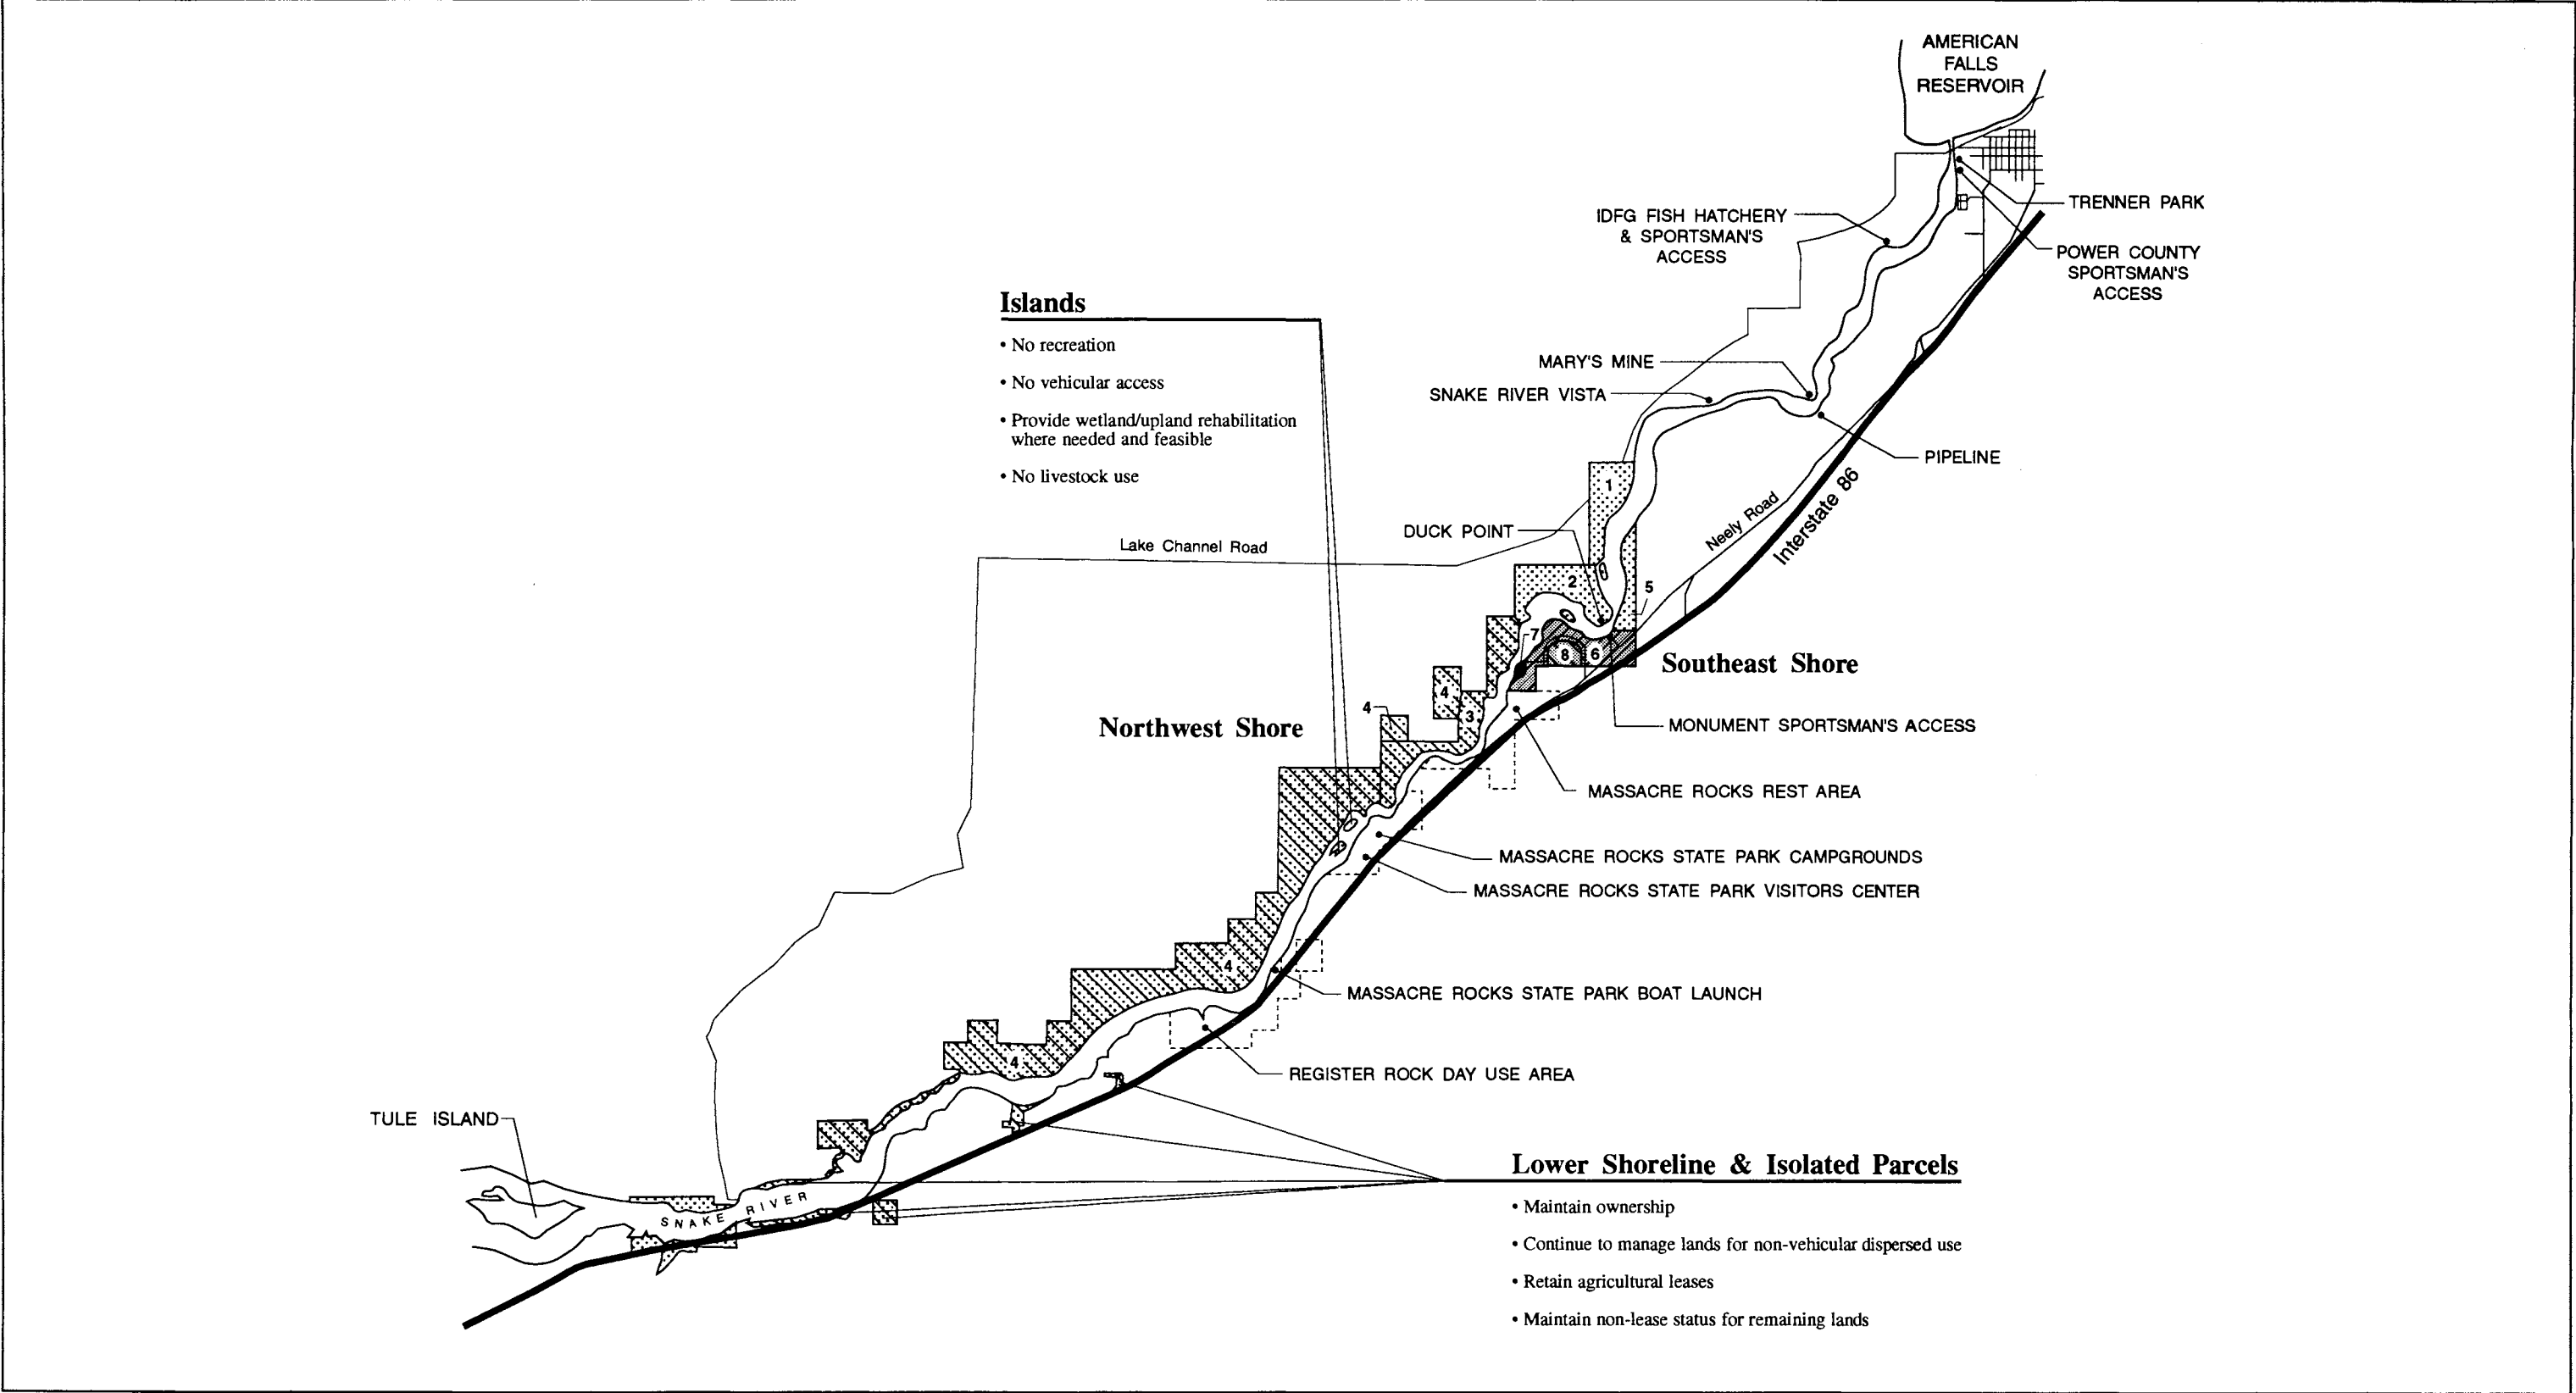 AMERICAN
FALLS
RESERVOIR
TRENNER PARK
IDFG FISH HATCHERY
& SPORTSMAN'S
ACCESS
POWER COUNTY
SPORTSMAN'S
ACCESS
Islands
• No recreation
• No vehicular access
• Provide wetland/upland rehabilitation
where needed and feasible
• No livestock use
MARY'S MINE
SNAKE RIVER VISTA
PIPELINE
1
Neely Road
Interstate 86
DUCK POINT
Lake Channel Road
2
5
7
8
6
Southeast Shore
4
4
3
Northwest Shore
MONUMENT SPORTSMAN'S ACCESS
MASSACRE ROCKS REST AREA
MASSACRE ROCKS STATE PARK CAMPGROUNDS
MASSACRE ROCKS STATE PARK VISITORS CENTER
4
MASSACRE ROCKS STATE PARK BOAT LAUNCH
4
REGISTER ROCK DAY USE AREA
TULE ISLAND
SNAKE RIVER
Lower Shoreline & Isolated Parcels
• Maintain ownership
• Continue to manage lands for non-vehicular dispersed use
• Retain agricultural leases
• Maintain non-lease status for remaining lands